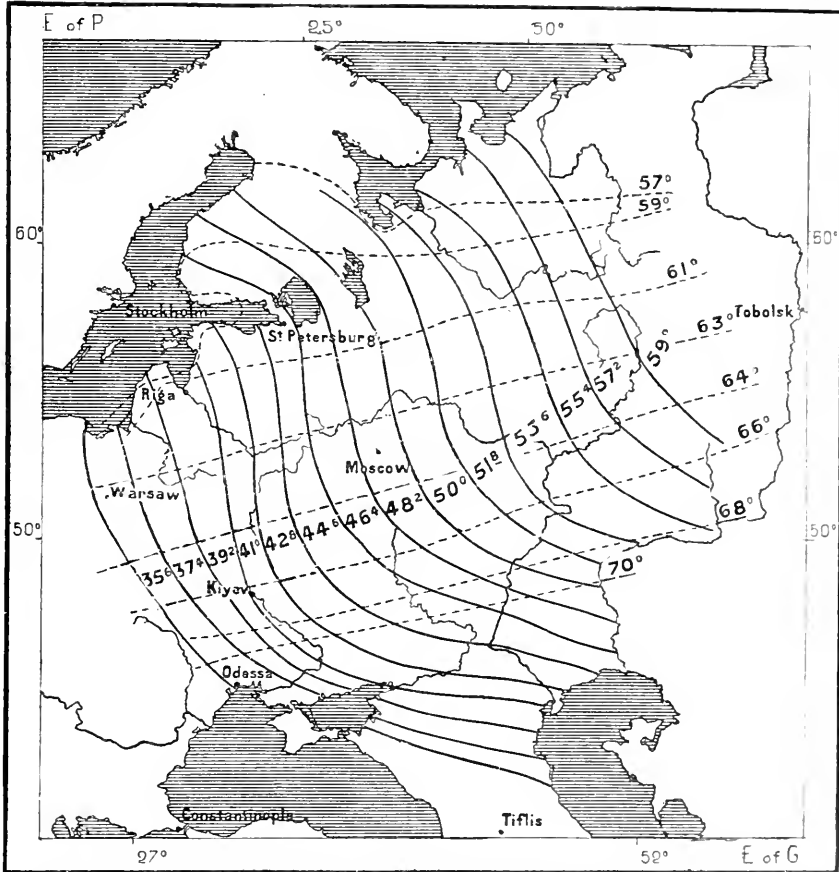 E of P 25° 50°
57°
59°
60° 60°
61°
Stockholm
Tobolsk
St Petersburg
63°
59°
57²
64°
Riga
55⁴
53⁶
66°
51⁸
Moscow
50⁰
Warsaw
48²
68°
46⁴
44⁶
50° 50°
42⁸
41⁰
39²
37⁴
35⁶
70°
Kiyev
Odessa
Constantinople
Tiflis
27° 52° E of G